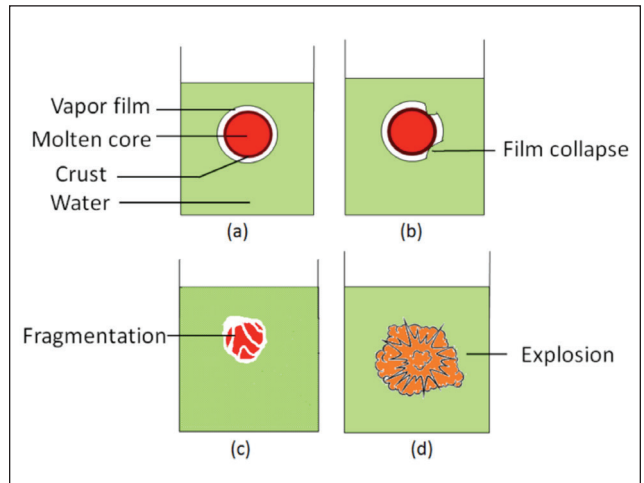 Vapor film
Molten core
Crust
Water
Film collapse
(a)
(b)
Fragmentation
Explosion
(c)
(d)